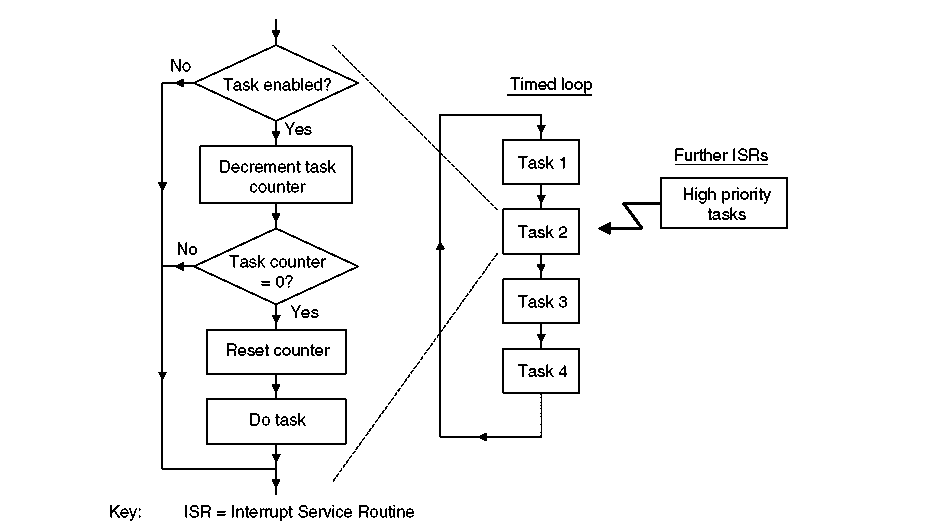 No
Task enabled?
Yes
Decrement task
counter
No
Task counter
= 0?
Yes
Reset counter
Do task
Timed loop
Task 1
Task 2
Task 3
Task 4
Further ISRs
High priority
tasks
Key: ISR = Interrupt Service Routine